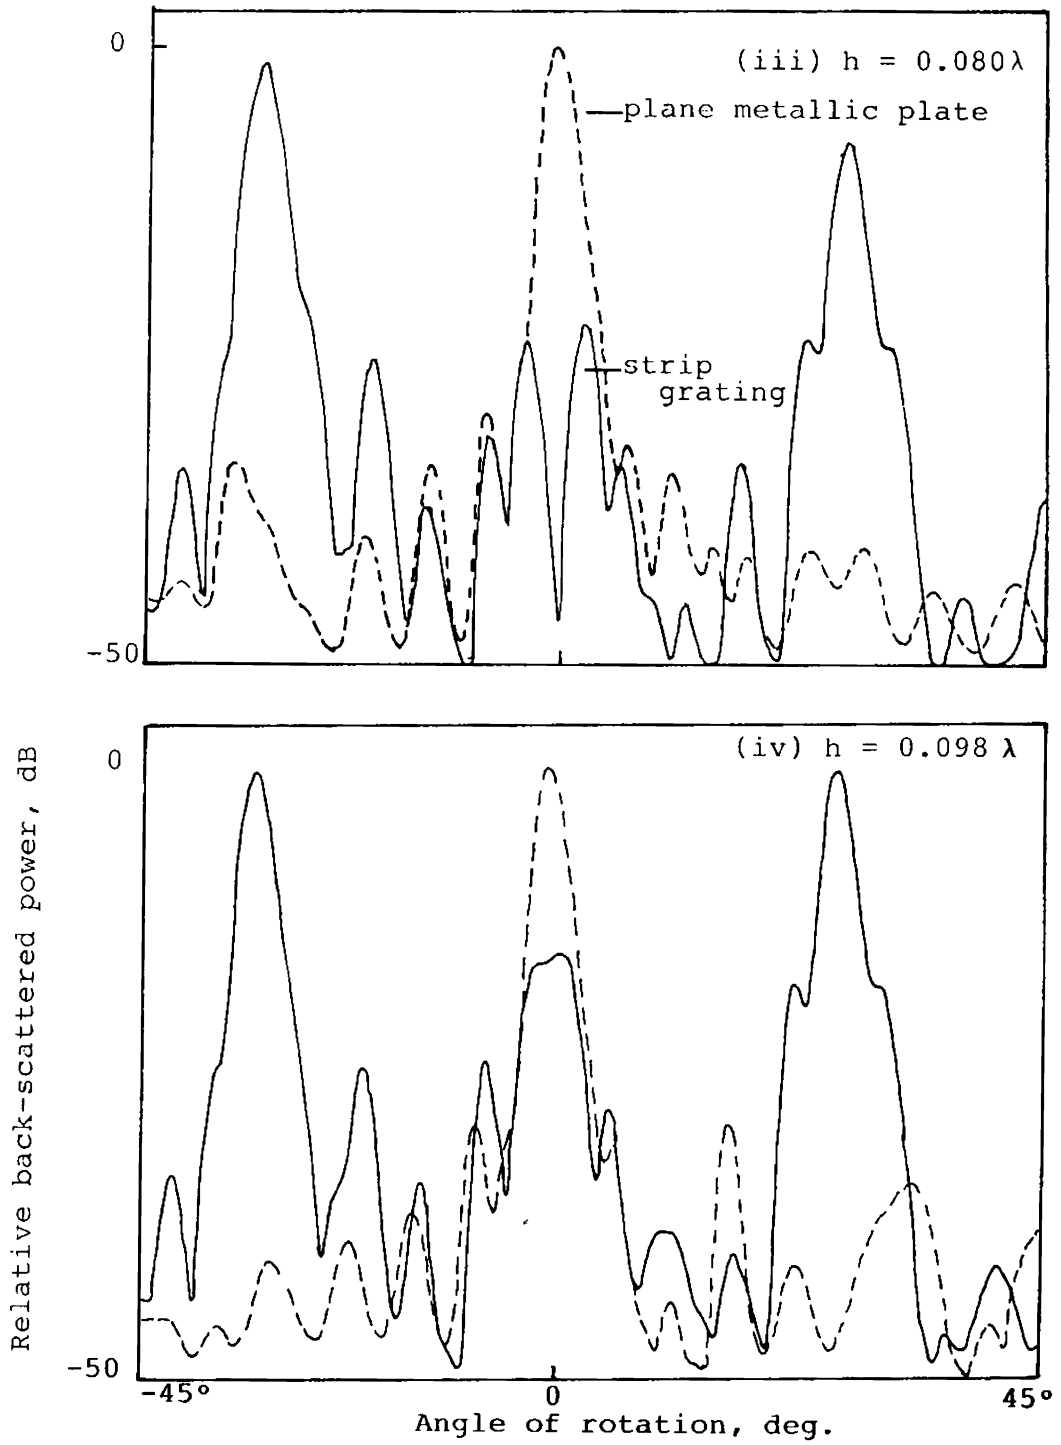 0
(iii) h = 0.080λ
plane metallic plate
strip
grating
-50
Relative back-scattered power, dB
0
(iv) h = 0.098 λ
-50
-45° 0 45°
Angle of rotation, deg.